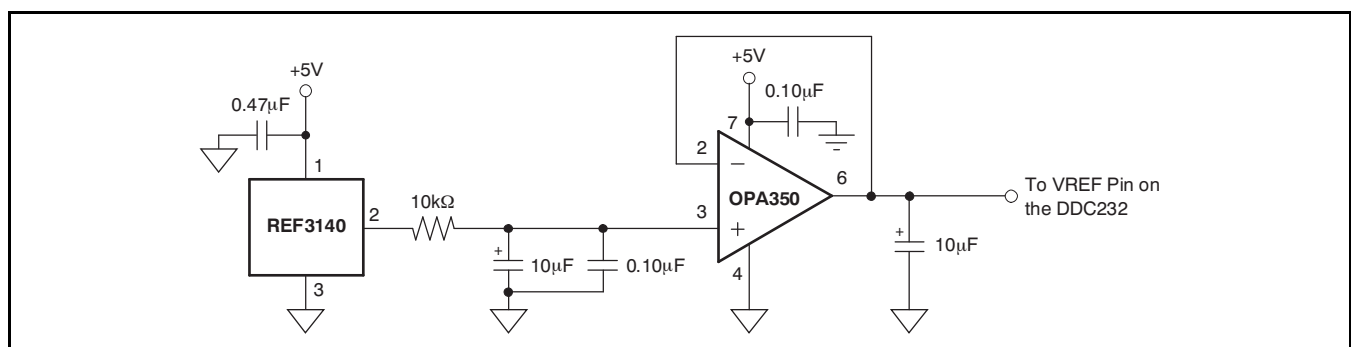 +5V
0.47µF
1
REF3140
2
3
10kΩ
+
10µF
0.10µF
+5V
0.10µF
7
2
−
OPA350
3
+
4
6
+
10µF
To VREF Pin on
the DDC232